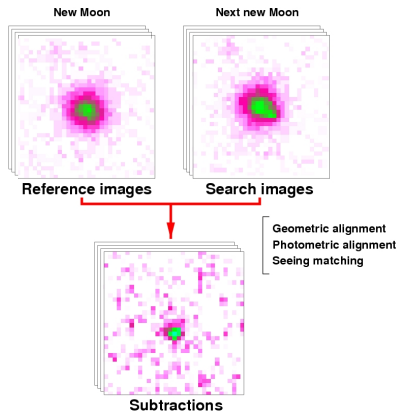 New Moon
Next new Moon
Reference images
Search images
Geometric alignment
Photometric alignment
Seeing matching
Subtractions